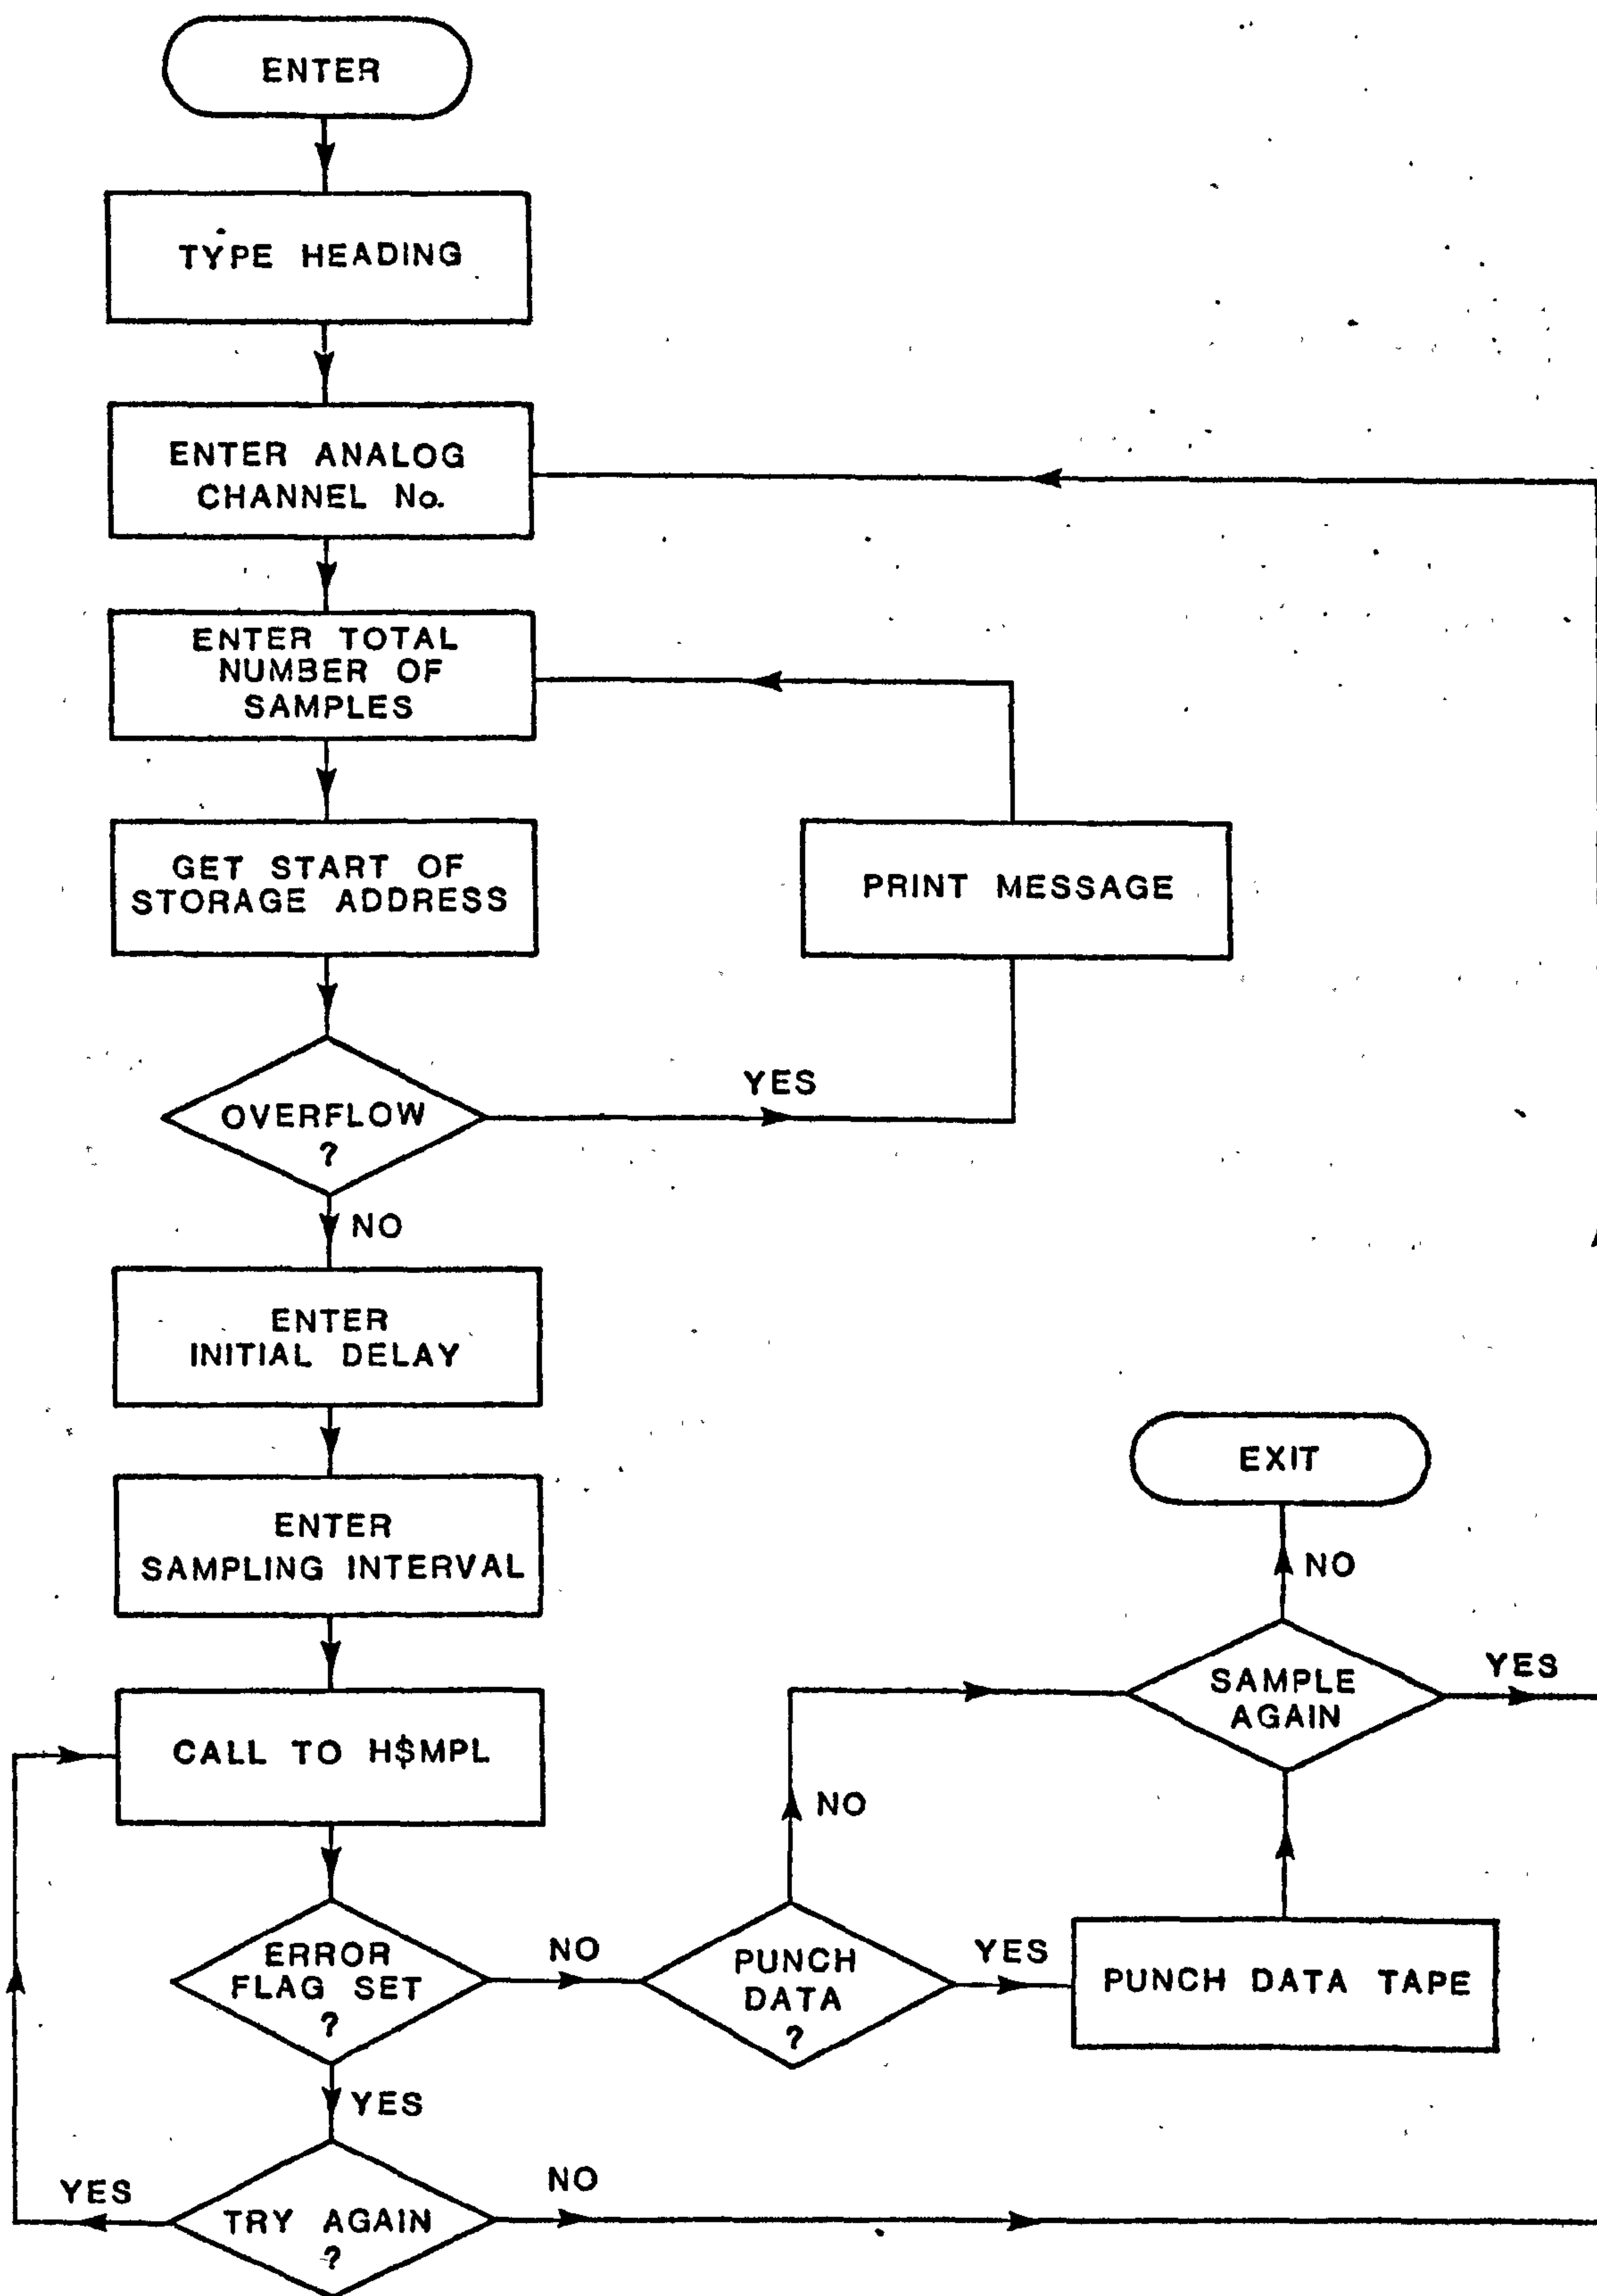 ENTER
TYPE HEADING
ENTER ANALOG
CHANNEL No.
ENTER TOTAL
NUMBER OF
SAMPLES
GET START OF
STORAGE ADDRESS
PRINT MESSAGE
OVERFLOW
?
YES
NO
ENTER
INITIAL DELAY
ENTER
SAMPLING INTERVAL
EXIT
NO
SAMPLE
AGAIN
YES
CALL TO H$MPL
NO
ERROR
FLAG SET
?
NO
PUNCH
DATA
?
YES
PUNCH DATA TAPE
YES
YES
TRY AGAIN
?
NO